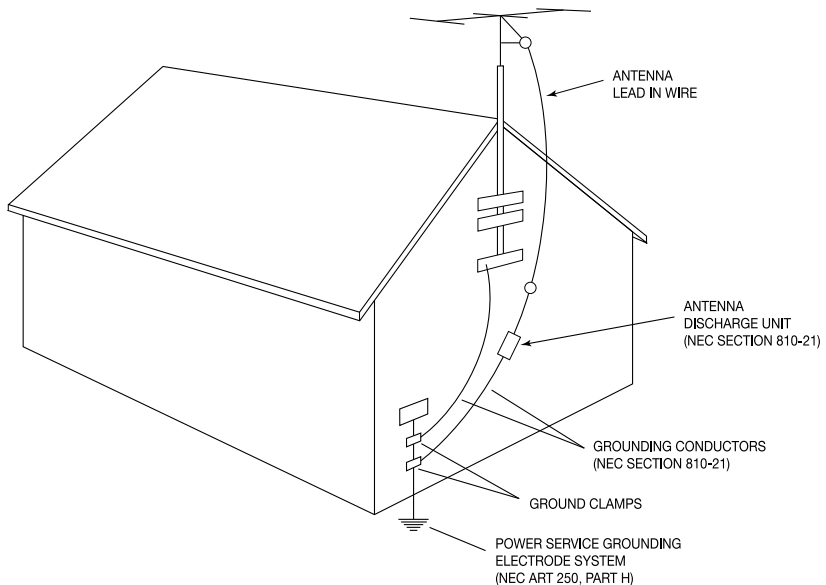 ANTENNA
LEAD IN WIRE
ANTENNA
DISCHARGE UNIT
(NEC SECTION 810-21)
GROUNDING CONDUCTORS
(NEC SECTION 810-21)
GROUND CLAMPS
POWER SERVICE GROUNDING
ELECTRODE SYSTEM
(NEC ART 250, PART H)